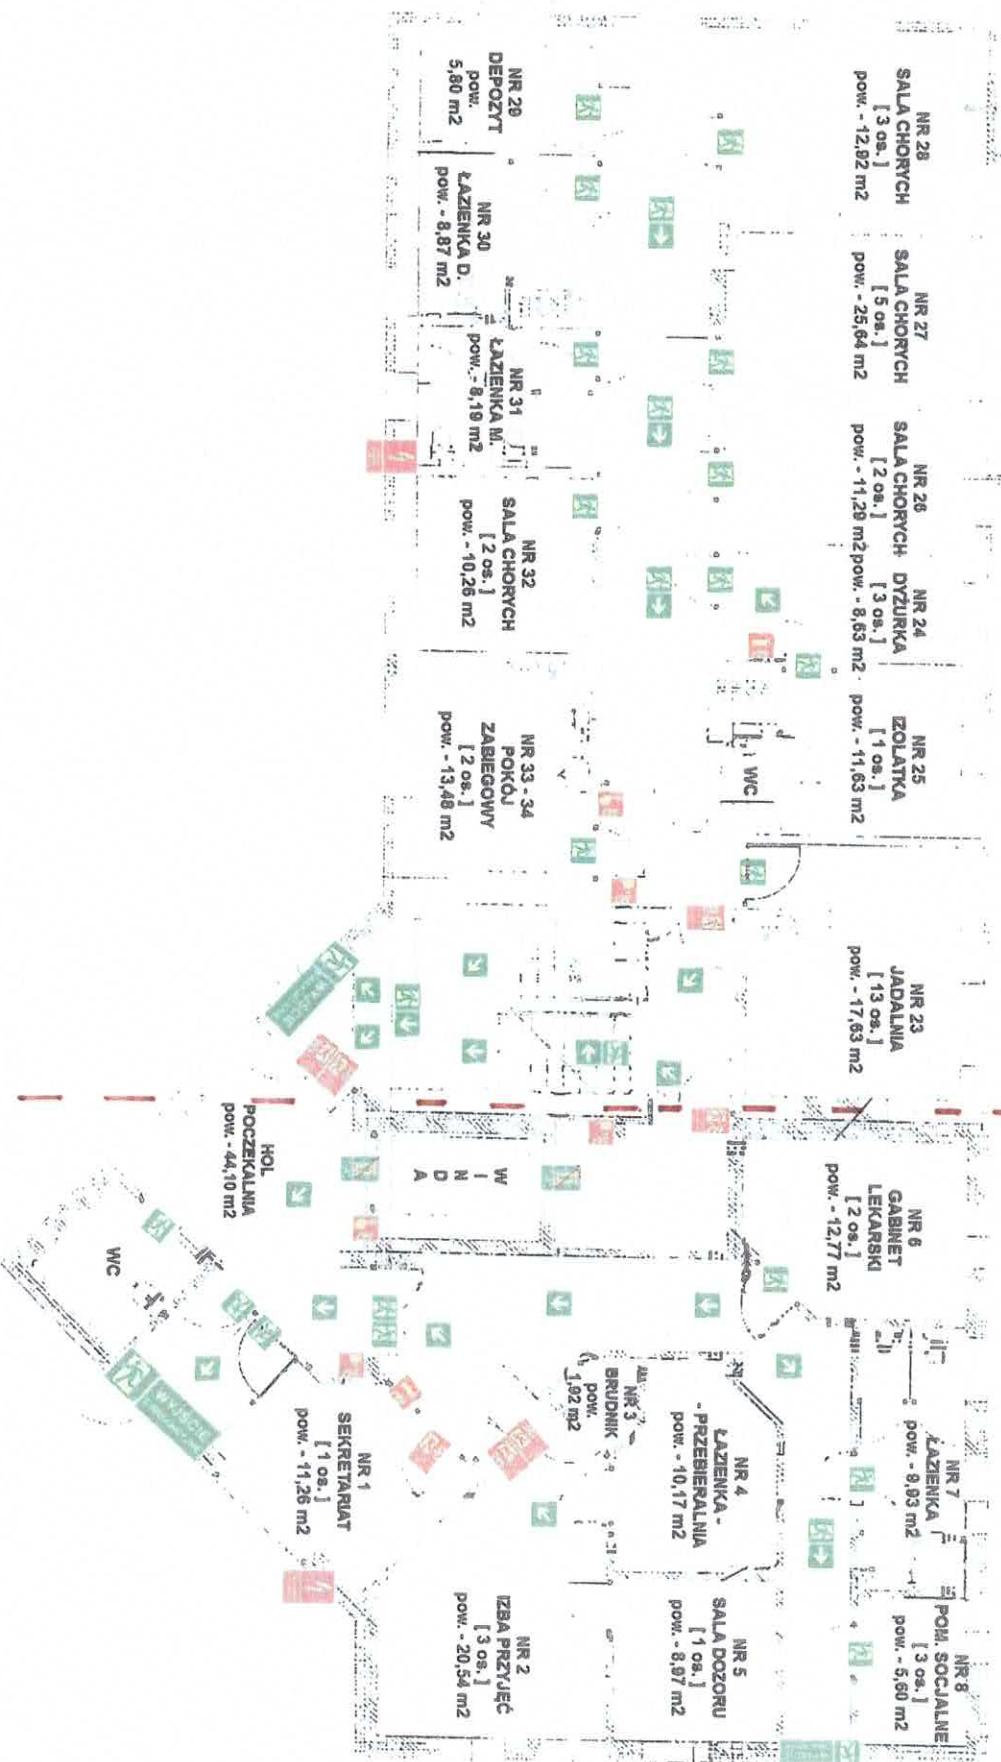 NR 28
SALA CHORYCH
[ 3 os. ]
pow. - 12,92 m2
NR 27
SALA CHORYCH
[ 5 os. ]
pow. - 25,64 m2
NR 26
SALA CHORYCH
[ 2 os. ]
pow. - 11,29 m2
NR 24
DYŻURKA
[ 3 os. ]
pow. - 8,63 m2
NR 25
IZOLATKA
[ 1 os. ]
pow. - 11,63 m2
WC
NR 23
JADALNIA
[ 13 os. ]
pow. - 17,63 m2
NR 6
GABINET
LEKARSKI
[ 2 os. ]
pow. - 12,77 m2
NR 7
ŁAZIENKA
pow. - 9,93 m2
NR 8
POM. SOCJALNE
[ 3 os. ]
pow. - 5,60 m2
NR 29
DEPOZYT
pow.
5,80 m2
NR 30
ŁAZIENKA D.
pow. - 8,87 m2
NR 31
ŁAZIENKA M.
pow. - 8,19 m2
NR 32
SALA CHORYCH
[ 2 os. ]
pow. - 10,26 m2
NR 33 - 34
POKÓJ
ZABIEGOWY
[ 2 os. ]
pow. - 13,48 m2
WINDA
NR 3
BRUDNIK
pow.
1,92 m2
NR 4
ŁAZIENKA -
- PRZEBIERALNIA
pow. - 10,17 m2
NR 5
SALA DOZORU
[ 1 os. ]
pow. - 8,97 m2
HOL
POCZEKALNIA
pow. - 44,10 m2
WC
NR 1
SEKRETARIAT
[ 1 os. ]
pow. - 11,26 m2
NR 2
IZBA PRZYJĘĆ
[ 3 os. ]
pow. - 20,54 m2
WYJŚCIE
WYJŚCIE